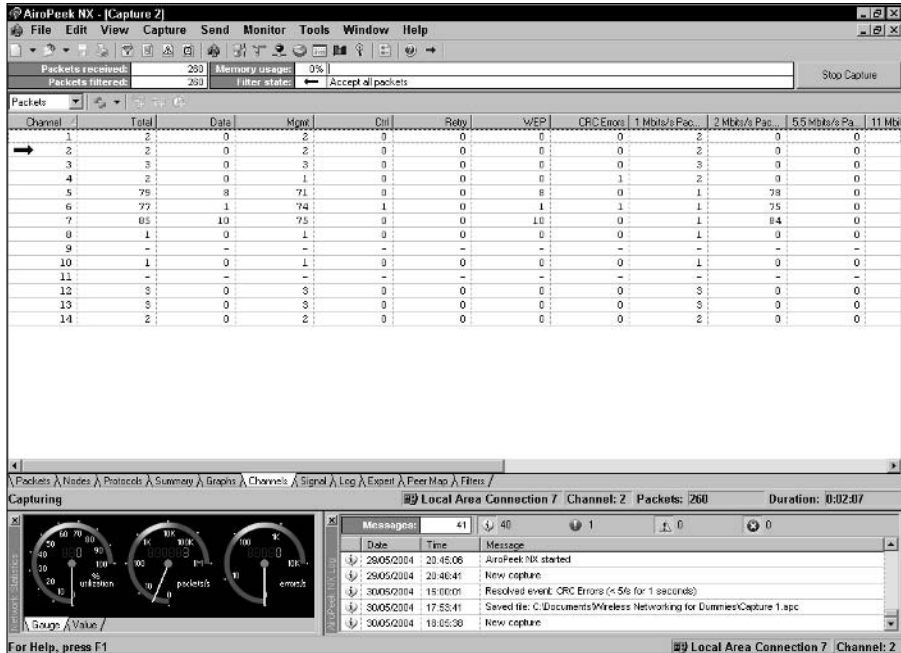 AiroPeek NX - [Capture 2]
File Edit View Capture Send Monitor Tools Window Help
Packets received: 260 Memory usage: 0%
Packets filtered: 260 Filter state: Accept all packets
Stop Capture
Packets
Channel Total Data Mgmt Ctrl Retry WEP CRC Errors 1 Mbits/s Pac... 2 Mbits/s Pac... 5.5 Mbits/s Pa... 11 Mbi
1 2 0 2 0 0 0 0 2 0 0
2 2 0 2 0 0 0 0 2 0 0
3 3 0 3 0 0 0 0 3 0 0
4 2 0 1 0 0 0 1 2 0 0
5 79 8 71 0 0 8 0 1 78 0
6 77 1 74 1 0 1 1 1 75 0
7 85 10 75 0 0 10 0 1 84 0
8 1 0 1 0 0 0 0 1 0 0
9 - - - - - - - - - -
10 1 0 1 0 0 0 0 1 0 0
11 - - - - - - - - - -
12 3 0 3 0 0 0 0 3 0 0
13 3 0 3 0 0 0 0 3 0 0
14 2 0 2 0 0 0 0 2 0 0
Packets Nodes Protocols Summary Graphs Channels Signal Log Expert Peer Map Filters
Capturing Local Area Connection 7 Channel: 2 Packets: 260 Duration: 0:02:07
Network Statistics
% utilization
packets/s
errors/s
Gauge Value
AiroPeek NX Log
Messages: 41 40 1 0 0
Date Time Message
29/05/2004 20:45:06 AiroPeek NX started
29/05/2004 20:46:41 New capture
30/05/2004 15:00:01 Resolved event: CRC Errors (< 5/s for 1 seconds)
30/05/2004 17:53:41 Saved file: C:\Documents\Wireless Networking for Dummies\Capture 1.apc
30/05/2004 18:05:38 New capture
For Help, press F1 Local Area Connection 7 Channel: 2